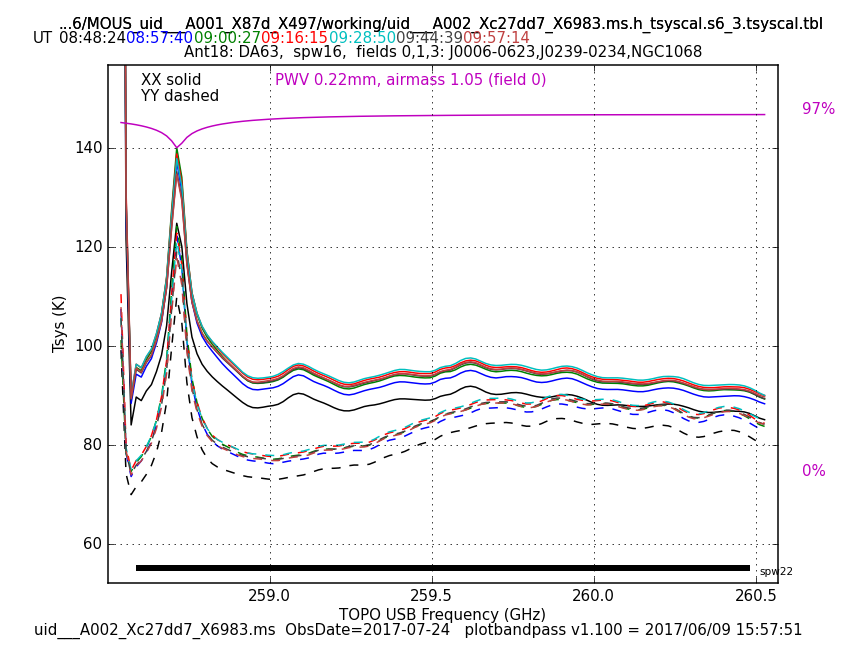 ...6/MOUS_uid___A001_X87d_X497/working/uid___A002_Xc27dd7_X6983.ms.h_tsyscal.s6_3.tsyscal.tbl
UT 08:48:24 08:57:40 09:00:27 09:16:15 09:28:50 09:44:39 09:57:14
Ant18: DA63, spw16, fields 0,1,3: J0006-0623,J0239-0234,NGC1068
XX solid
PWV 0.22mm, airmass 1.05 (field 0)
YY dashed
97%
140
120
Tsys (K)
100
80
0%
60
spw22
259.0 259.5 260.0 260.5
TOPO USB Frequency (GHz)
uid___A002_Xc27dd7_X6983.ms ObsDate=2017-07-24 plotbandpass v1.100 = 2017/06/09 15:57:51